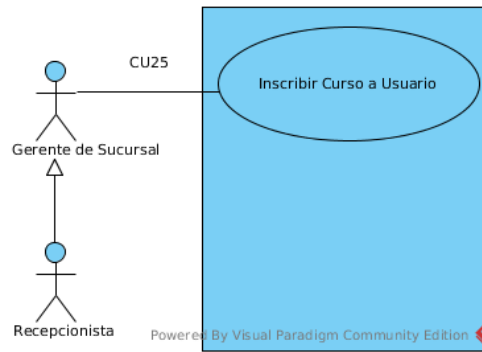 CU25
Inscribir Curso a Usuario
Gerente de Sucursal
Recepcionista
Powered By Visual Paradigm Community Edition